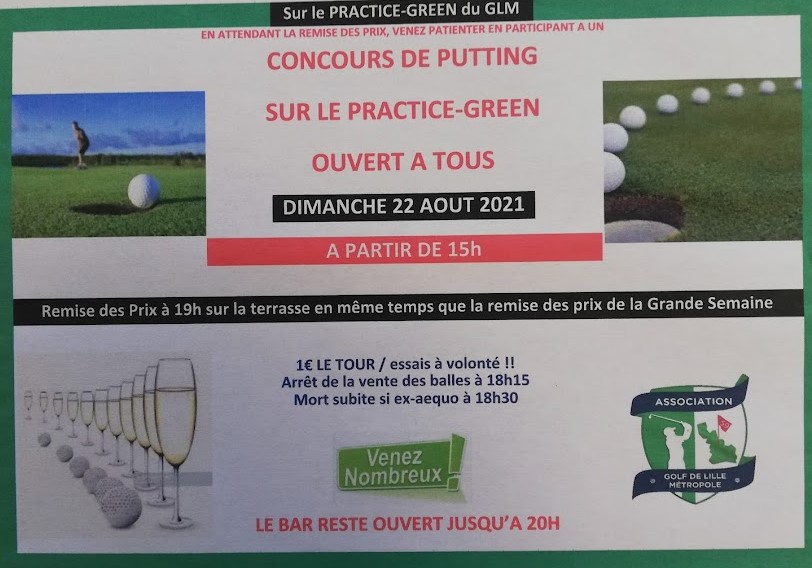 Sur le PRACTICE-GREEN du GLM
EN ATTENDANT LA REMISE DES PRIX, VENEZ PATIENTER EN PARTICIPANT A UN
CONCOURS DE PUTTING
SUR LE PRACTICE-GREEN
OUVERT A TOUS
DIMANCHE 22 AOUT 2021
A PARTIR DE 15h
Remise des Prix à 19h sur la terrasse en même temps que la remise des prix de la Grande Semaine
1€ LE TOUR / essais à volonté !!
Arrêt de la vente des balles à 18h15
Mort subite si ex-aequo à 18h30
Venez
Nombreux !
ASSOCIATION
GOLF DE LILLE
MÉTROPOLE
LE BAR RESTE OUVERT JUSQU'A 20H